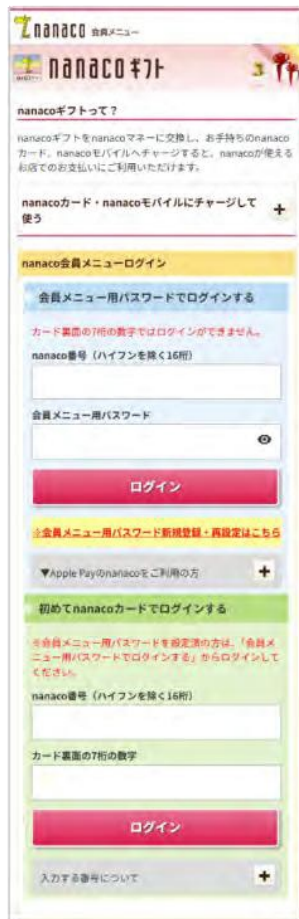 nanaco 会員メニュー
nanacoギフト
nanacoギフトって？
nanacoギフトをnanacoマネーに交換し、お手持ちのnanaco
カード、nanacoモバイルへチャージすると、nanacoが使える
お店でのお支払いにご利用いただけます。
nanacoカード・nanacoモバイルにチャージして
使う
nanaco会員メニューログイン
会員メニュー用パスワードでログインする
カード裏面の7桁の数字ではログインができません。
nanaco番号（ハイフンを除く16桁）
会員メニュー用パスワード
ログイン
※会員メニュー用パスワード新規登録・再設定はこちら
▼Apple Payのnanacoをご利用の方
初めてnanacoカードでログインする
※会員メニュー用パスワードを設定済の方は、「会員メ
ニュー用パスワードでログインする」からログインして
ください。
nanaco番号（ハイフンを除く16桁）
カード裏面の7桁の数字
ログイン
入力する番号について